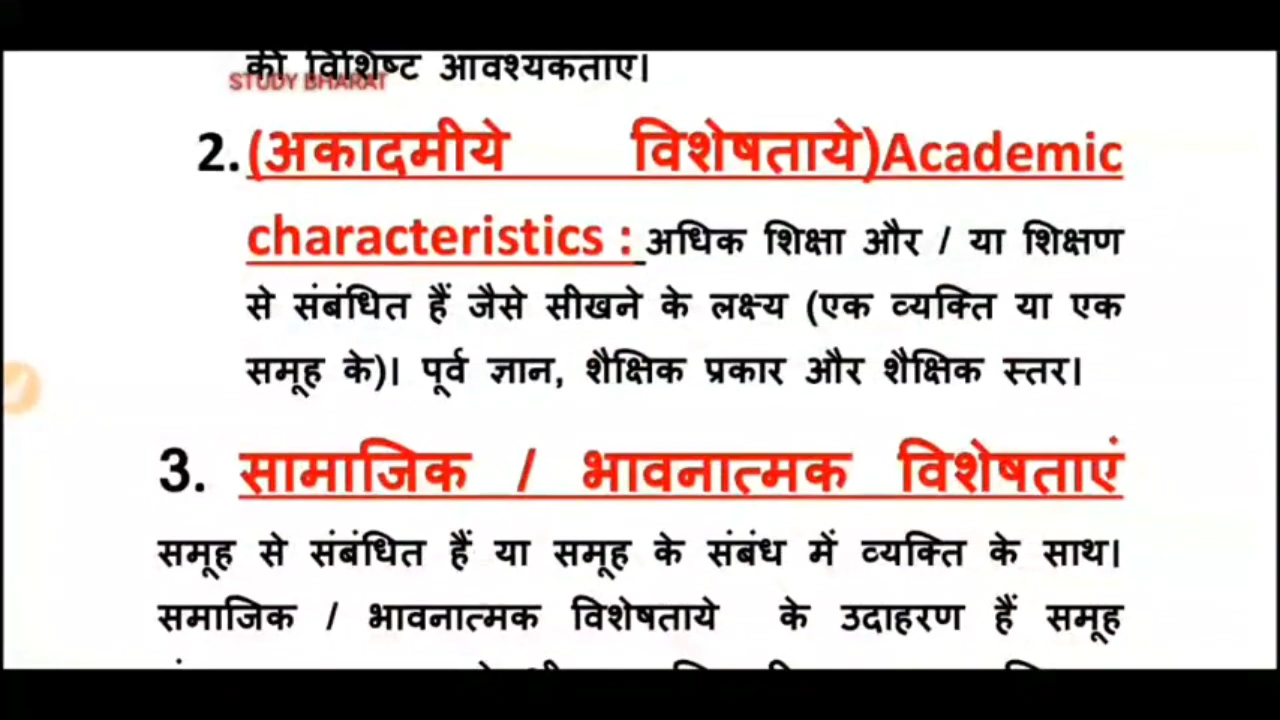 की विशिष्ट आवश्यकताए।
STUDY BHARAT
2. (अकादमीये विशेषताये)Academic
characteristics : अधिक शिक्षा और / या शिक्षण
से संबंधित हैं जैसे सीखने के लक्ष्य (एक व्यक्ति या एक
समूह के)। पूर्व ज्ञान, शैक्षिक प्रकार और शैक्षिक स्तर।
3. सामाजिक / भावनात्मक विशेषताएं
समूह से संबंधित हैं या समूह के संबंध में व्यक्ति के साथ।
समाजिक / भावनात्मक विशेषताये के उदाहरण हैं समूह